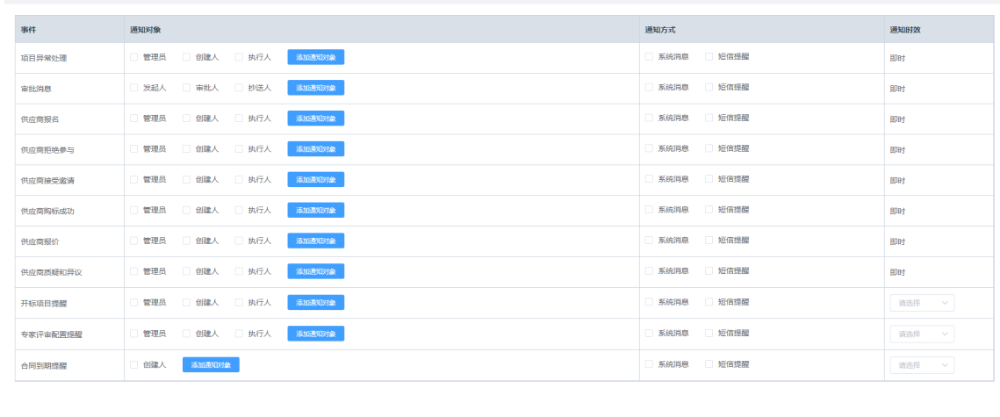 事件 通知对象 通知方式 通知时效
项目异常处理 管理员 创建人 执行人 添加通知对象 系统消息 短信提醒 即时
审批消息 发起人 审批人 抄送人 添加通知对象 系统消息 短信提醒 即时
供应商报名 管理员 创建人 执行人 添加通知对象 系统消息 短信提醒 即时
供应商拒绝参与 管理员 创建人 执行人 添加通知对象 系统消息 短信提醒 即时
供应商接受邀请 管理员 创建人 执行人 添加通知对象 系统消息 短信提醒 即时
供应商购标成功 管理员 创建人 执行人 添加通知对象 系统消息 短信提醒 即时
供应商报价 管理员 创建人 执行人 添加通知对象 系统消息 短信提醒 即时
供应商质疑和异议 管理员 创建人 执行人 添加通知对象 系统消息 短信提醒 即时
开标项目提醒 管理员 创建人 执行人 添加通知对象 系统消息 短信提醒 请选择
专家评审配置提醒 管理员 创建人 执行人 添加通知对象 系统消息 短信提醒 请选择
合同到期提醒 创建人 添加通知对象 系统消息 短信提醒 请选择